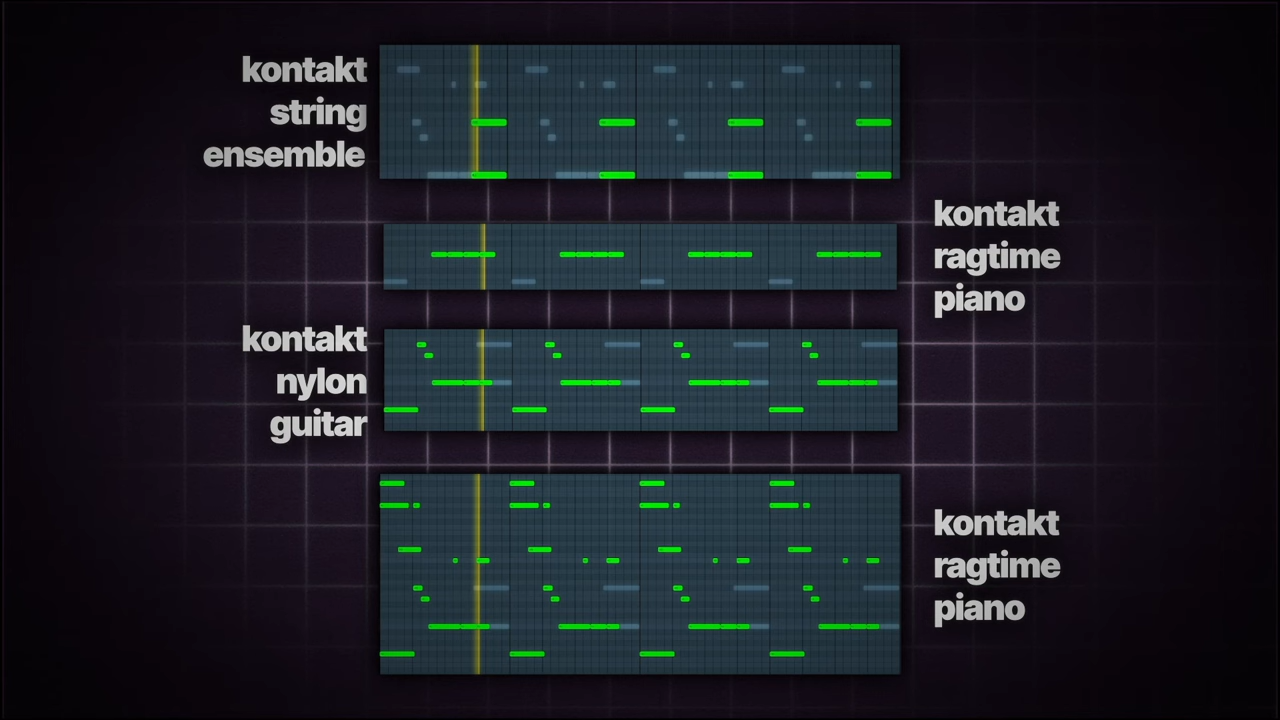 kontakt
string
ensemble
kontakt
ragtime
piano
kontakt
nylon
guitar
kontakt
ragtime
piano